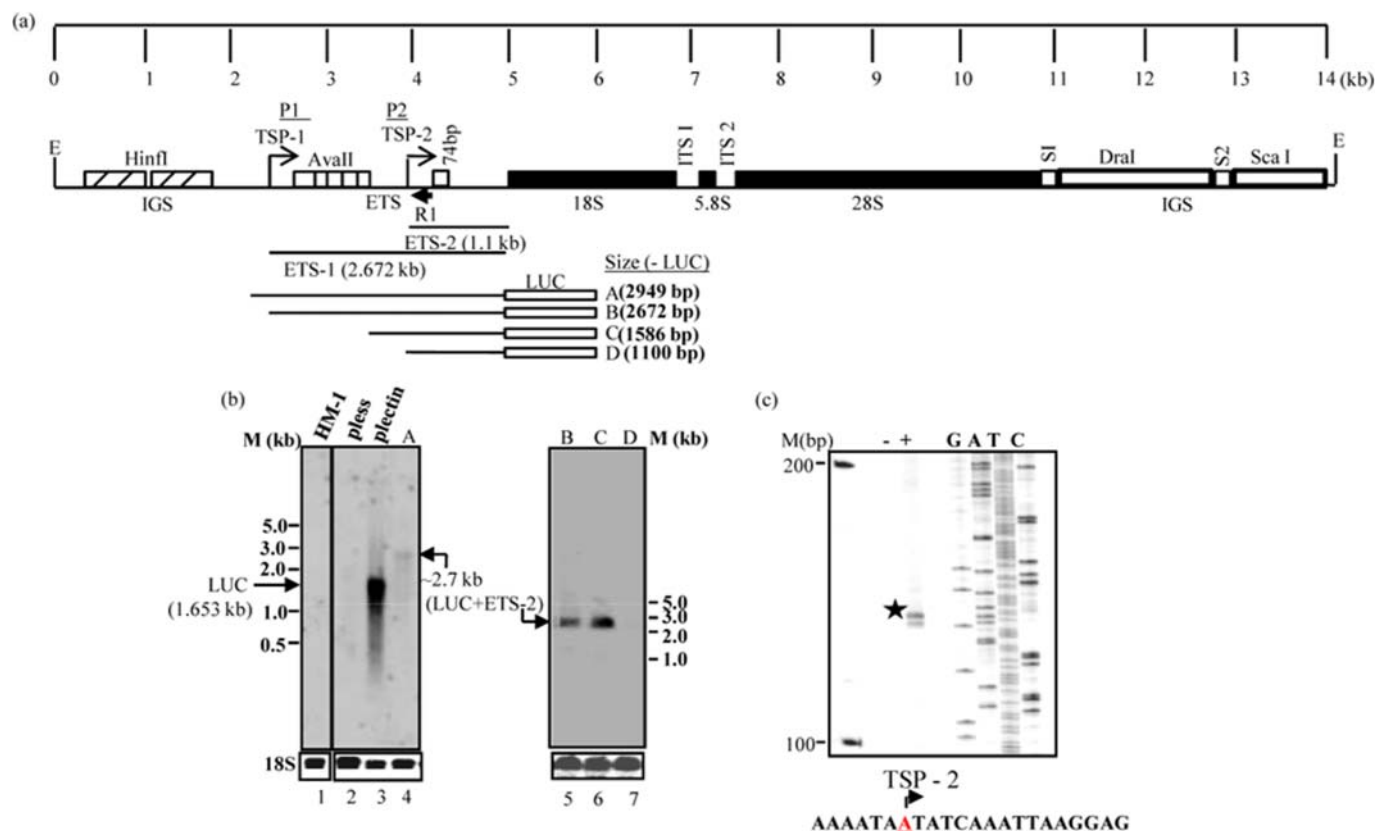 (a)
0 1 2 3 4 5 6 7 8 9 10 11 12 13 14 (kb)
P1 P2
TSP-1 TSP-2 74bp ITS 1 ITS 2 SI S2
E HinfI AvaII DraI Sca I E
IGS ETS 18S 5.8S 28S IGS
R1
ETS-2 (1.1 kb)
ETS-1 (2.672 kb)
Size (- LUC)
LUC
A (2949 bp)
B (2672 bp)
C (1586 bp)
D (1100 bp)
(b)
HM-1 pless plectin A
M (kb)
5.0
3.0
2.0
1.0
0.5
LUC
(1.653 kb)
~2.7 kb
(LUC+ETS-2)
B C D M (kb)
5.0
3.0
2.0
1.0
18S
1 2 3 4 5 6 7
(c)
M(bp) - + G A T C
200
100
TSP - 2
AAAATAATATCAAATTAAGGAG